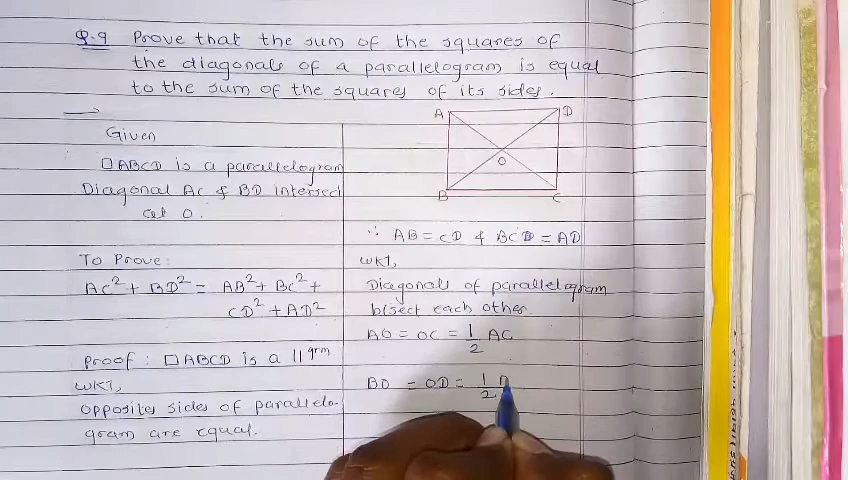 Q.9 Prove that the sum of the squares of
the diagonals of a parallelogram is equal
to the sum of the squares of its sides.
Given
□ABCD is a parallelogram
Diagonal AC & BD intersect
at O.
To Prove:
AC² + BD² = AB² + BC² +
CD² + AD²
Proof : □ABCD is a ||grm
WKT,
opposites sides of parallelo-
gram are equal.
A D
O
B C
∴ AB = CD & BC = AD
WKT,
Diagonals of parallelogram
bisect each other.
AO = OC = 1/2 AC
BO = OD = 1/2